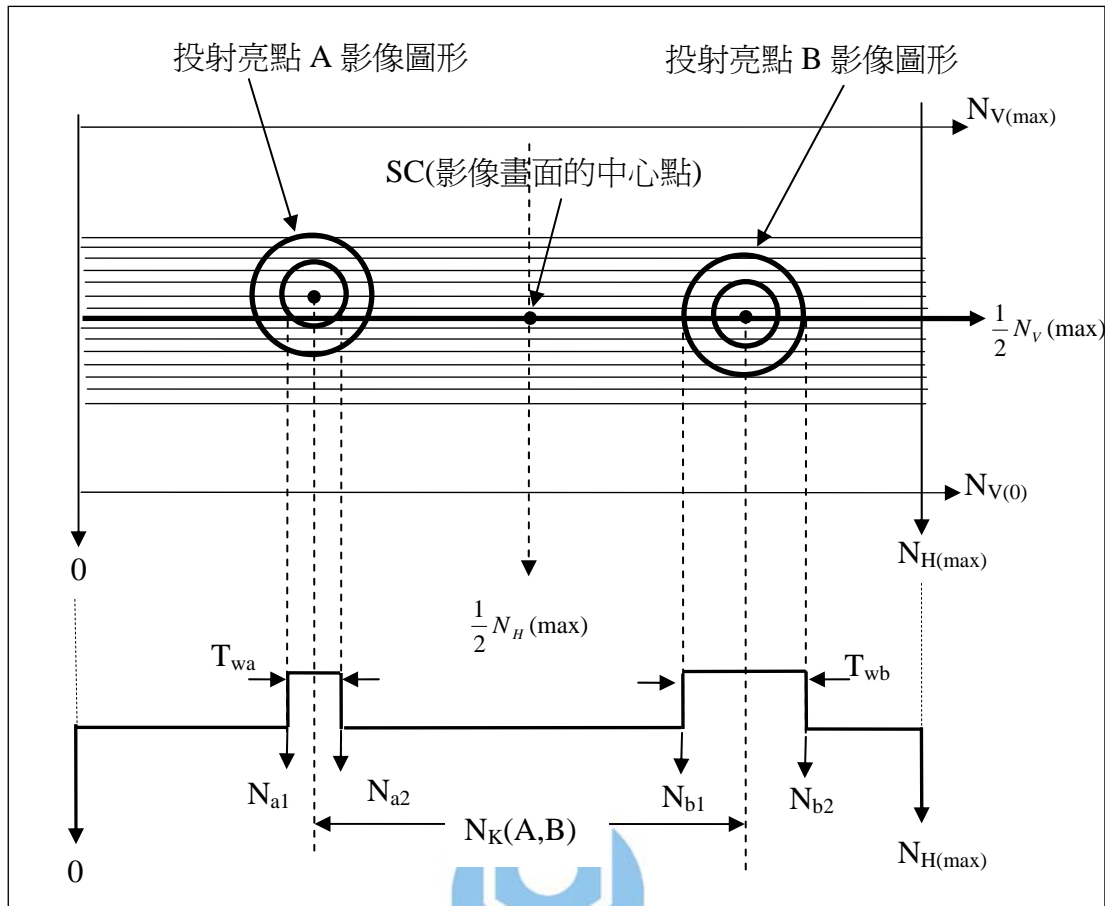 投射亮點 A 影像圖形
投射亮點 B 影像圖形
N_V(max)
SC(影像畫面的中心點)
\frac{1}{2} N_V (max)
N_V(0)
0
N_H(max)
\frac{1}{2} N_H (max)
T_wa
T_wb
N_a1
N_a2
N_b1
N_b2
N_K(A,B)
0
N_H(max)